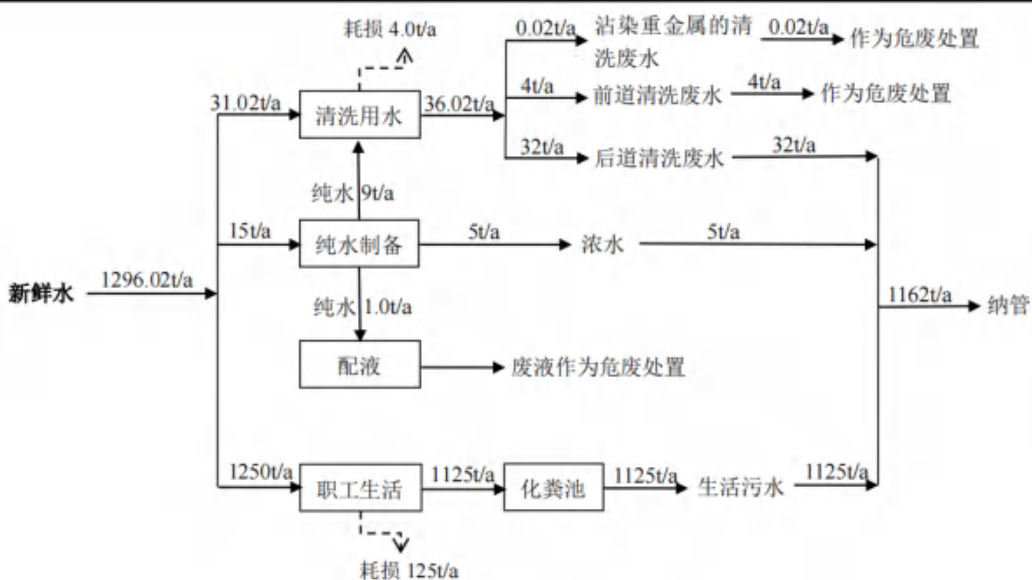 耗损 4.0t/a
0.02t/a
沾染重金属的清
洗废水
0.02t/a
作为危废处置
31.02t/a
清洗用水
36.02t/a
4t/a
前道清洗废水
4t/a
作为危废处置
32t/a
后道清洗废水
32t/a
纯水 9t/a
15t/a
纯水制备
5t/a
浓水
5t/a
新鲜水
1296.02t/a
纯水 1.0t/a
1162t/a
纳管
配液
废液作为危废处置
1250t/a
职工生活
1125t/a
化粪池
1125t/a
生活污水
1125t/a
耗损 125t/a